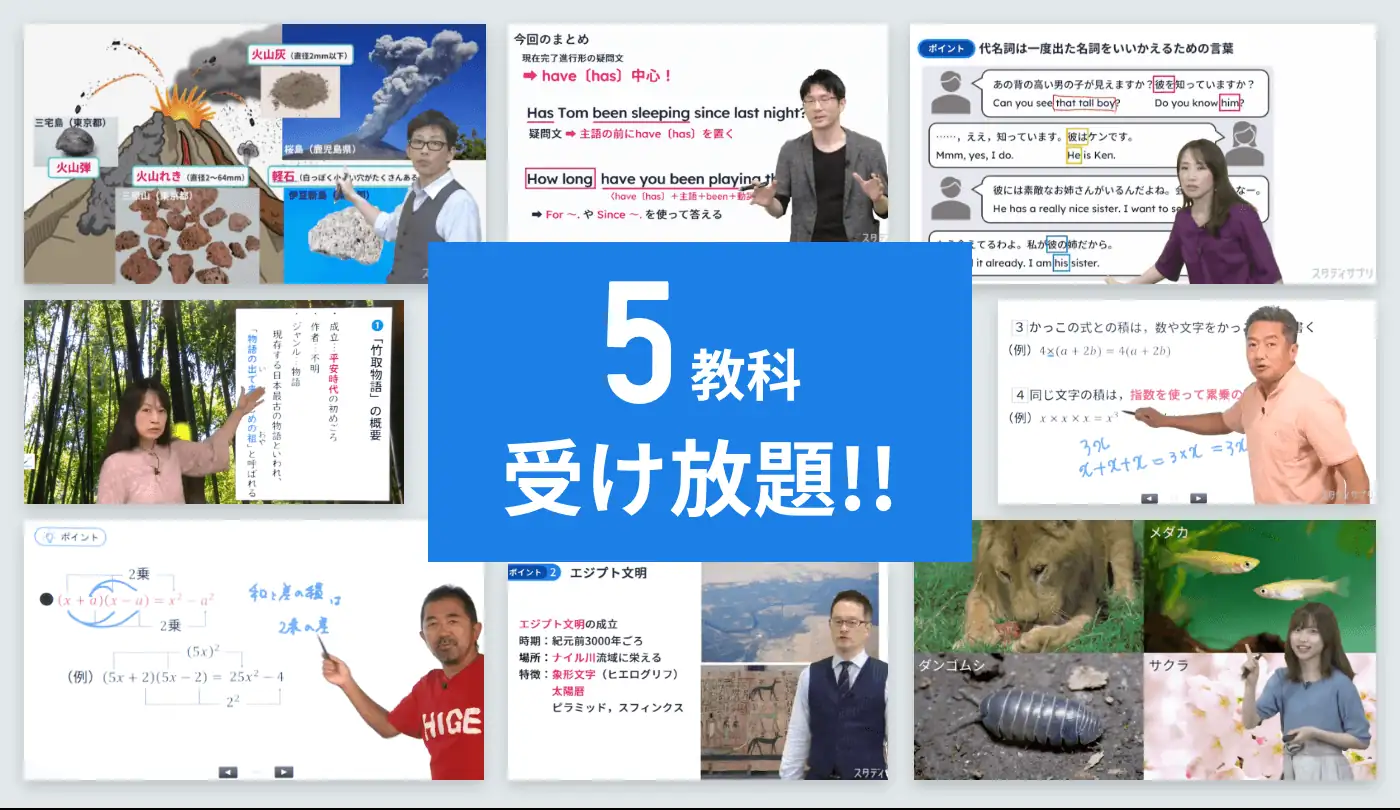 火山灰（直径2mm以下）
三宅島（東京都）
桜島（鹿児島県）
火山弾
火山れき（直径2〜64mm）
軽石（白っぽく小さい穴がたくさんある
三原山（東京都）
伊豆新島（
今回のまとめ
現在完了進行形の疑問文
➡ have〔has〕中心！
Has Tom been sleeping since last night?
疑問文 ➡ 主語の前にhave〔has〕を置く
How long have you been playing th
〈have〔has〕＋主語＋been＋動詞
➡ For 〜. や Since 〜. を使って答える
スタデ
ポイント 代名詞は一度出た名詞をいいかえるための言葉
あの背の高い男の子が見えますか？彼を知っていますか？
Can you see that tall boy? Do you know him?
……，ええ，知っています。彼はケンです。
Mmm, yes, I do. He is Ken.
彼には素敵なお姉さんがいるんだよね。会 なー。
He has a really nice sister. I want to se
えてるわよ。私が彼の姉だから。
it already. I am his sister.
スタディサプリ
1 「竹取物語」の概要
・成立…平安時代の初めごろ
・作者…不明
・ジャンル…物語
現存する日本最古の物語といわれ、
「物語の出で来 めの祖」と呼ばれる
おや
5教科
受け放題!!
3 かっこの式との積は，数や文字をかっ 書く
（例）4×(a + 2b) = 4(a + 2b)
4 同じ文字の積は，指数を使って累乗の
（例）x × x × x = x³
3x
x+x+x = 3×x = 3x
スタディサプリ
ポイント
2乗
(x + a)(x − a) = x² − a²
2乗
和と差の積は
2乗の差
(5x)²
（例）(5x + 2)(5x − 2) = 25x² − 4
2²
HIGE
ポイント 2 エジプト文明
エジプト文明の成立
時期：紀元前3000年ごろ
場所：ナイル川流域に栄える
特徴：象形文字（ヒエログリフ）
太陽暦
ピラミッド，スフィンクス
スタディ
メダカ
ダンゴムシ
サクラ